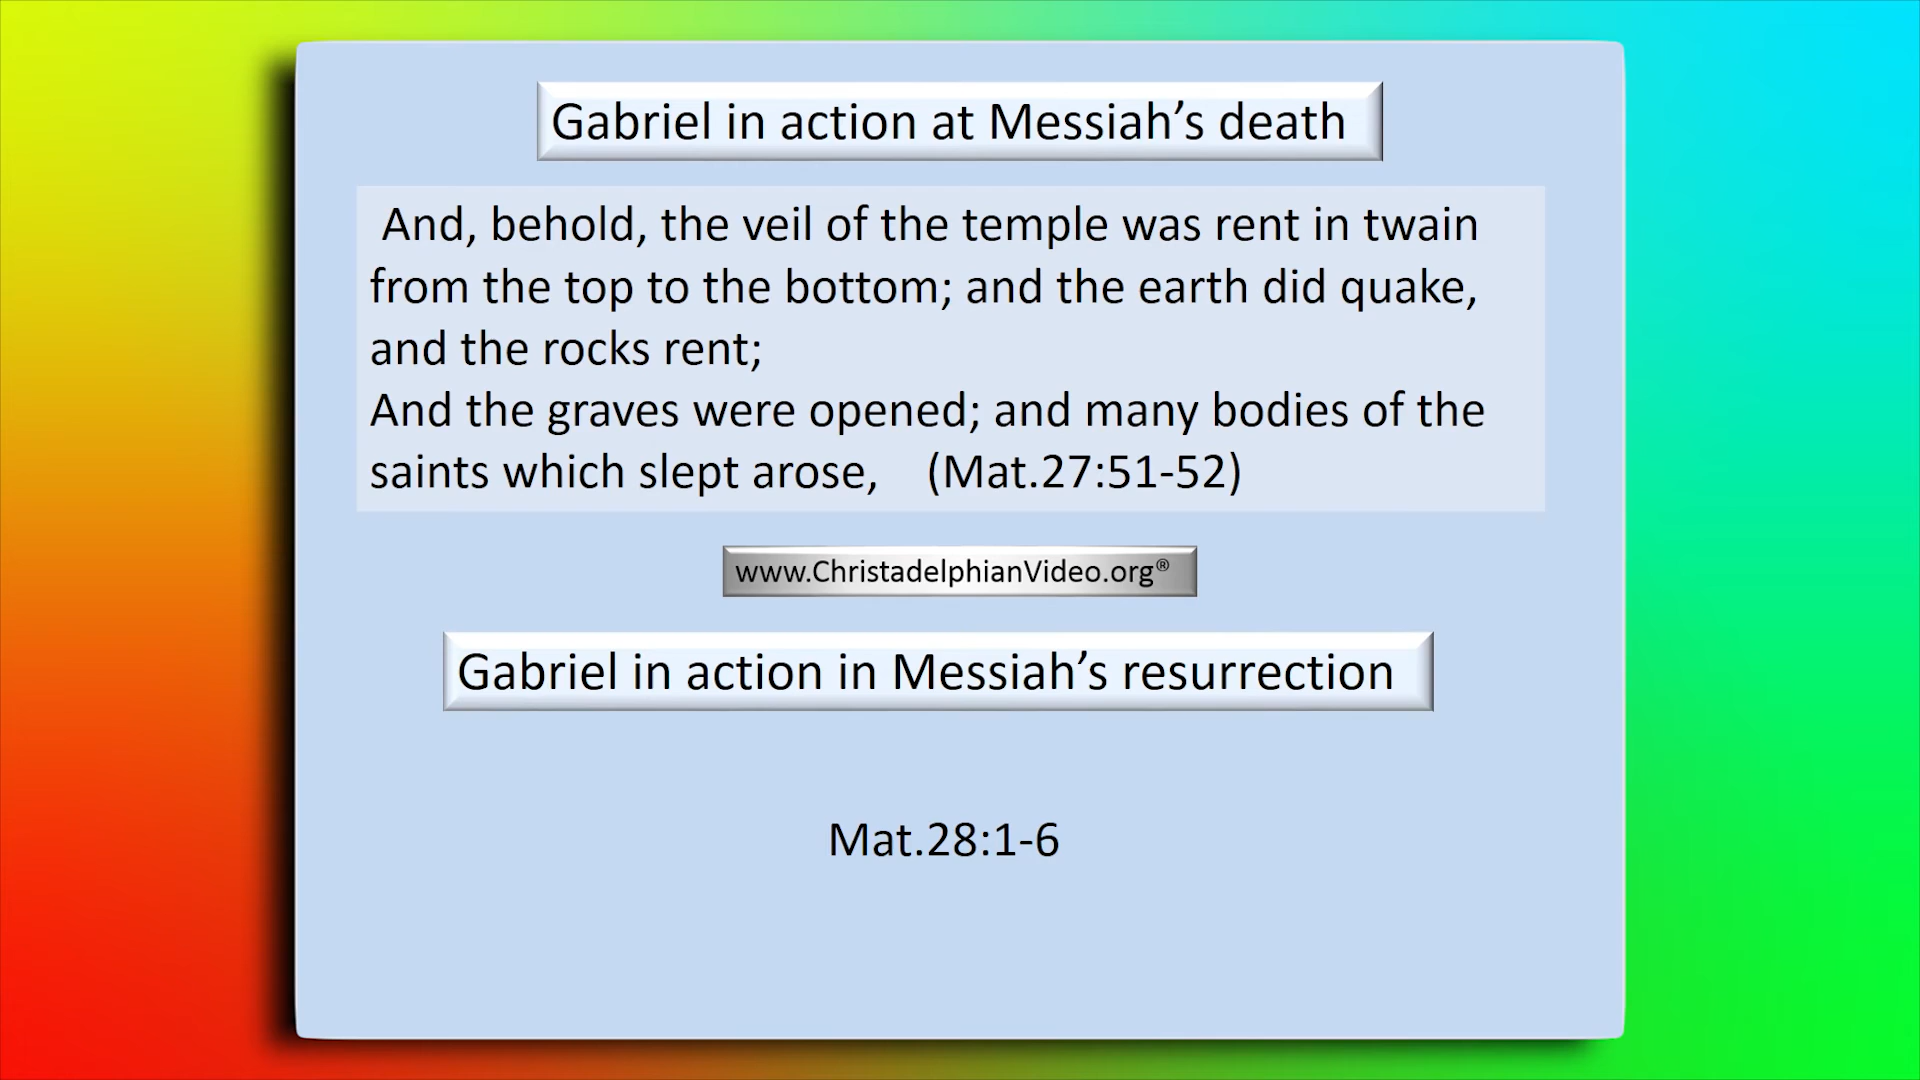 Gabriel in action at Messiah’s death
And, behold, the veil of the temple was rent in twain
from the top to the bottom; and the earth did quake,
and the rocks rent;
And the graves were opened; and many bodies of the
saints which slept arose, (Mat.27:51-52)
www.ChristadelphianVideo.org®
Gabriel in action in Messiah’s resurrection
Mat.28:1-6